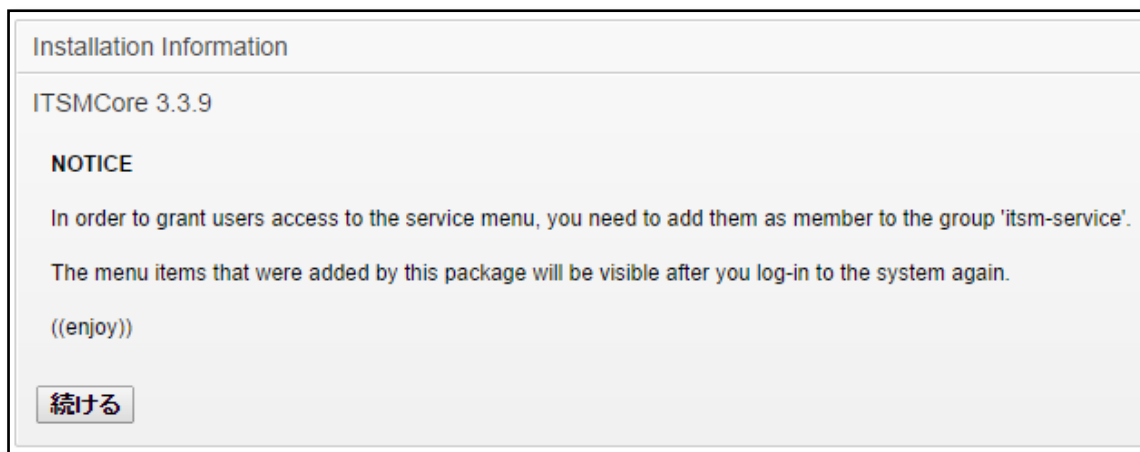 Installation Information
ITSMCore 3.3.9
NOTICE
In order to grant users access to the service menu, you need to add them as member to the group 'itsm-service'.
The menu items that were added by this package will be visible after you log-in to the system again.
((enjoy))
続ける